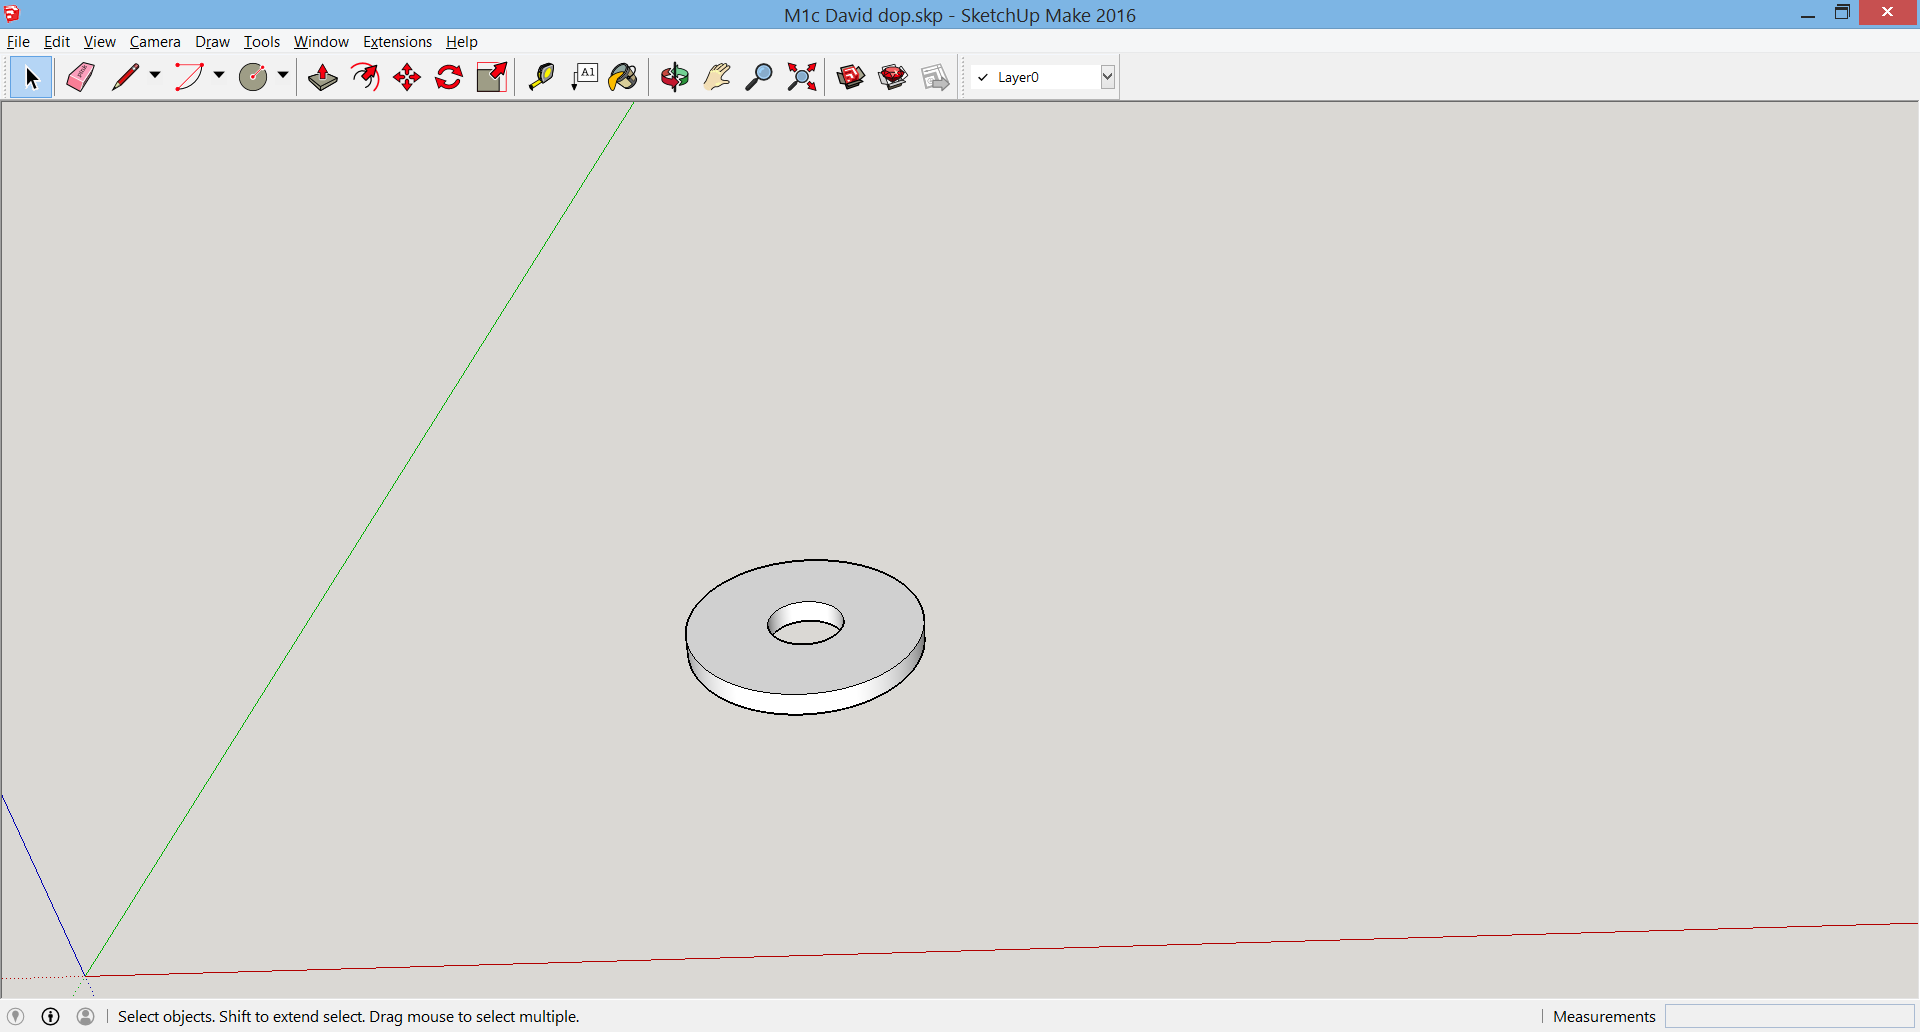 M1c David dop.skp - SketchUp Make 2016
File Edit View Camera Draw Tools Window Extensions Help
A1
Layer0
Select objects. Shift to extend select. Drag mouse to select multiple.
Measurements